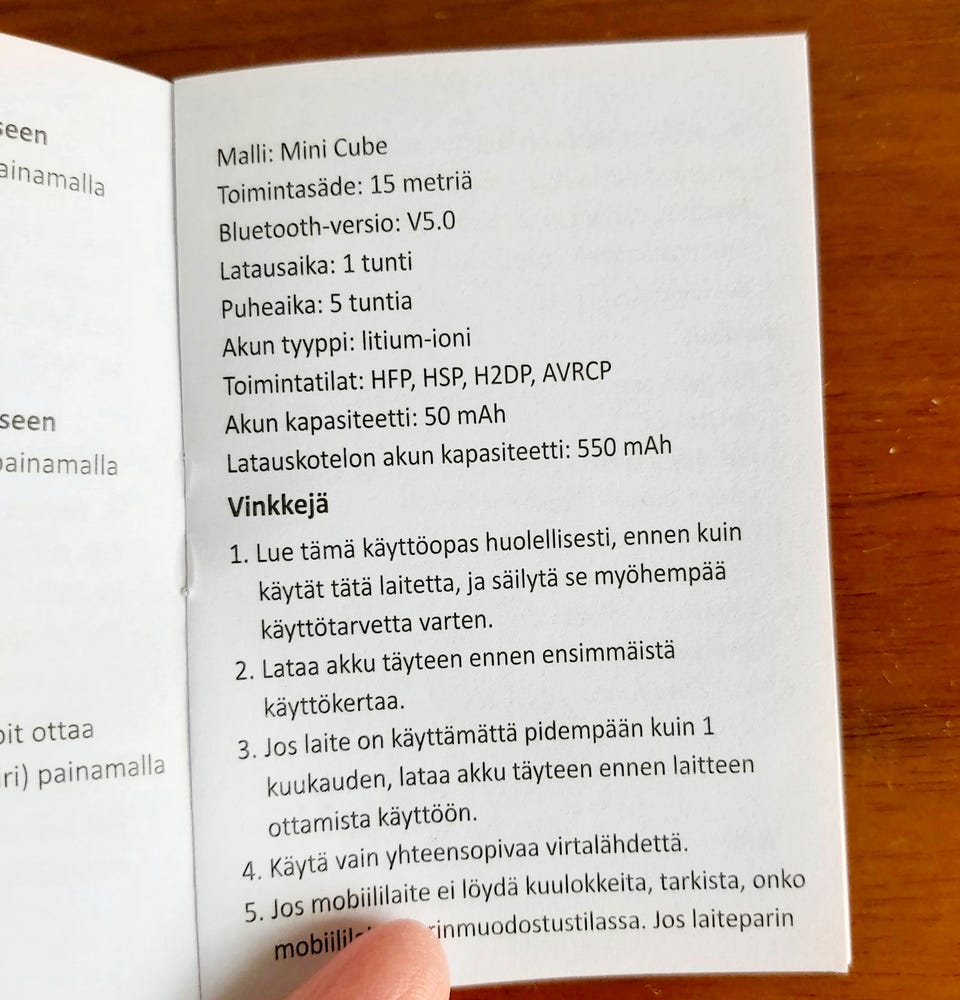 seen
painamalla
seen
painamalla
oit ottaa
iri) painamalla
Malli: Mini Cube
Toimintasäde: 15 metriä
Bluetooth-versio: V5.0
Latausaika: 1 tunti
Puheaika: 5 tuntia
Akun tyyppi: litium-ioni
Toimintatilat: HFP, HSP, H2DP, AVRCP
Akun kapasiteetti: 50 mAh
Latauskotelon akun kapasiteetti: 550 mAh
Vinkkejä
1. Lue tämä käyttöopas huolellisesti, ennen kuin
käytät tätä laitetta, ja säilytä se myöhempää
käyttötarvetta varten.
2. Lataa akku täyteen ennen ensimmäistä
käyttökertaa.
3. Jos laite on käyttämättä pidempään kuin 1
kuukauden, lataa akku täyteen ennen laitteen
ottamista käyttöön.
4. Käytä vain yhteensopivaa virtalähdettä.
5. Jos mobiililaite ei löydä kuulokkeita, tarkista, onko
rinmuodostustilassa. Jos laiteparin